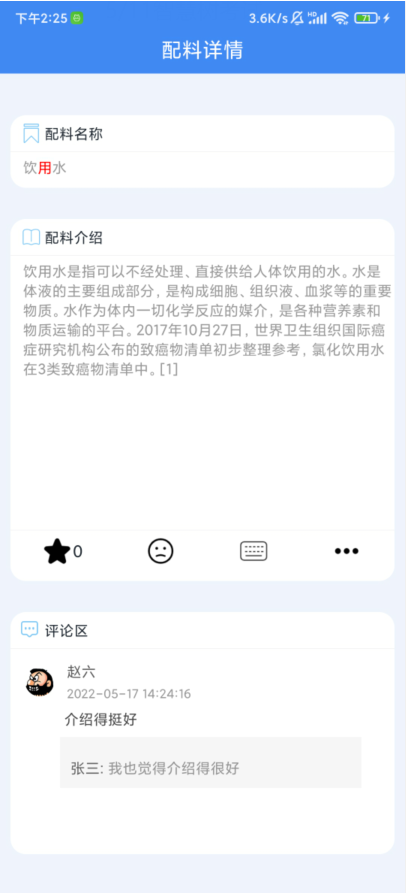 下午2:25 3.6K/s HD 71
配料详情
配料名称
饮用水
配料介绍
饮用水是指可以不经处理、直接供给人体饮用的水。水是
体液的主要组成部分，是构成细胞、组织液、血浆等的重要
物质。水作为体内一切化学反应的媒介，是各种营养素和
物质运输的平台。2017年10月27日，世界卫生组织国际癌
症研究机构公布的致癌物清单初步整理参考，氯化饮用水
在3类致癌物清单中。[1]
0
评论区
赵六
2022-05-17 14:24:16
介绍得挺好
张三: 我也觉得介绍得很好